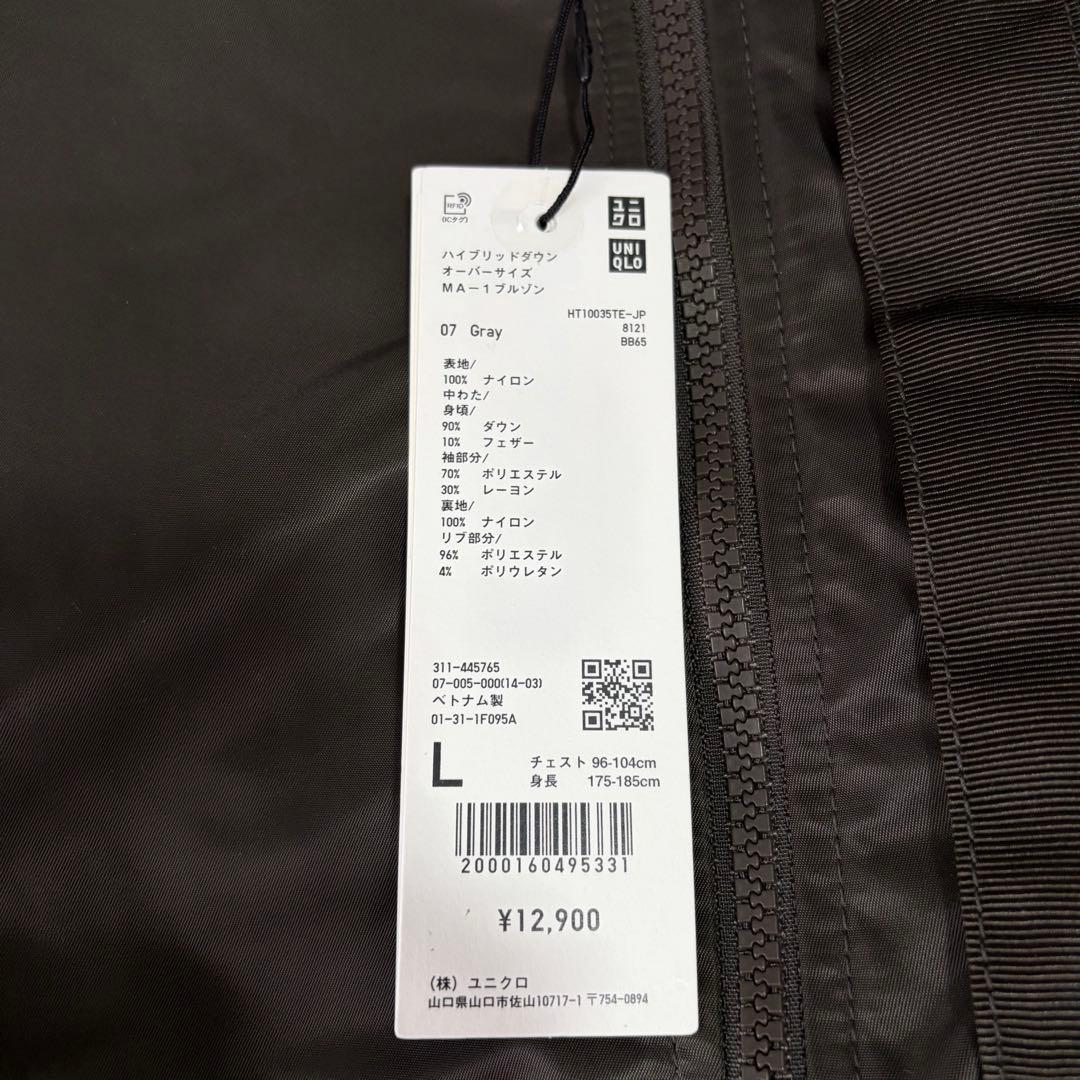 RFID
(ICタグ)
ユニ
クロ
UNI
QLO
ハイブリッドダウン
オーバーサイズ
MA-1ブルゾン
HT10035TE-JP
07 Gray
8121
BB65
表地/
100% ナイロン
中わた/
身頃/
90% ダウン
10% フェザー
袖部分/
70% ポリエステル
30% レーヨン
裏地/
100% ナイロン
リブ部分/
96% ポリエステル
4% ポリウレタン
311-445765
07-005-000(14-03)
ベトナム製
01-31-1F095A
L
チェスト 96-104cm
身長 175-185cm
2000160495331
¥12,900
(株) ユニクロ
山口県山口市佐山10717-1 〒754-0894